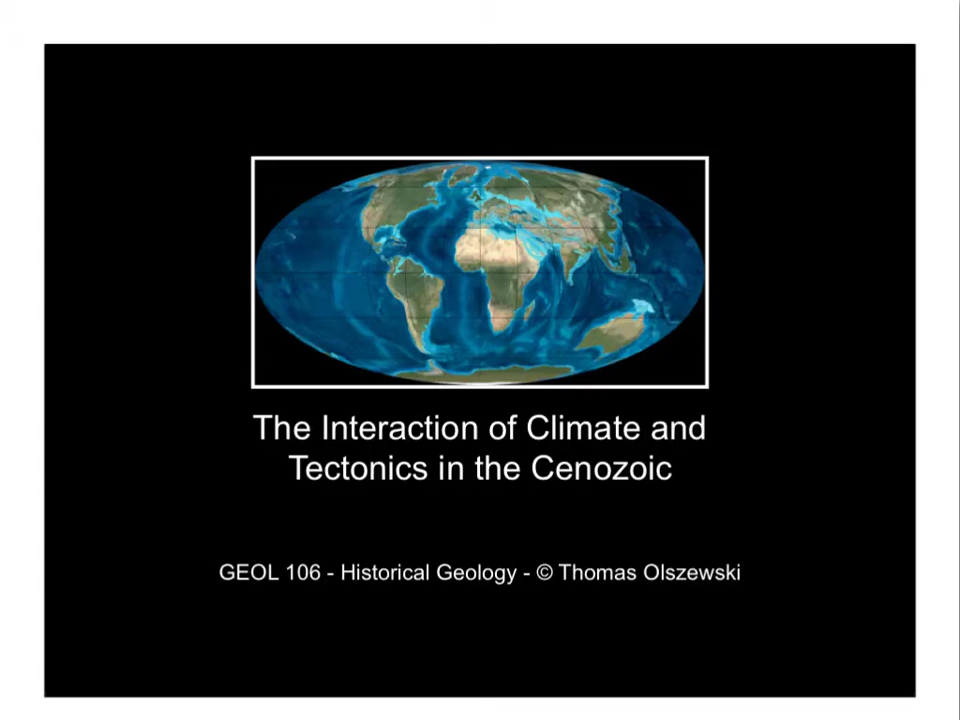 The Interaction of Climate and
Tectonics in the Cenozoic
GEOL 106 - Historical Geology - © Thomas Olszewski